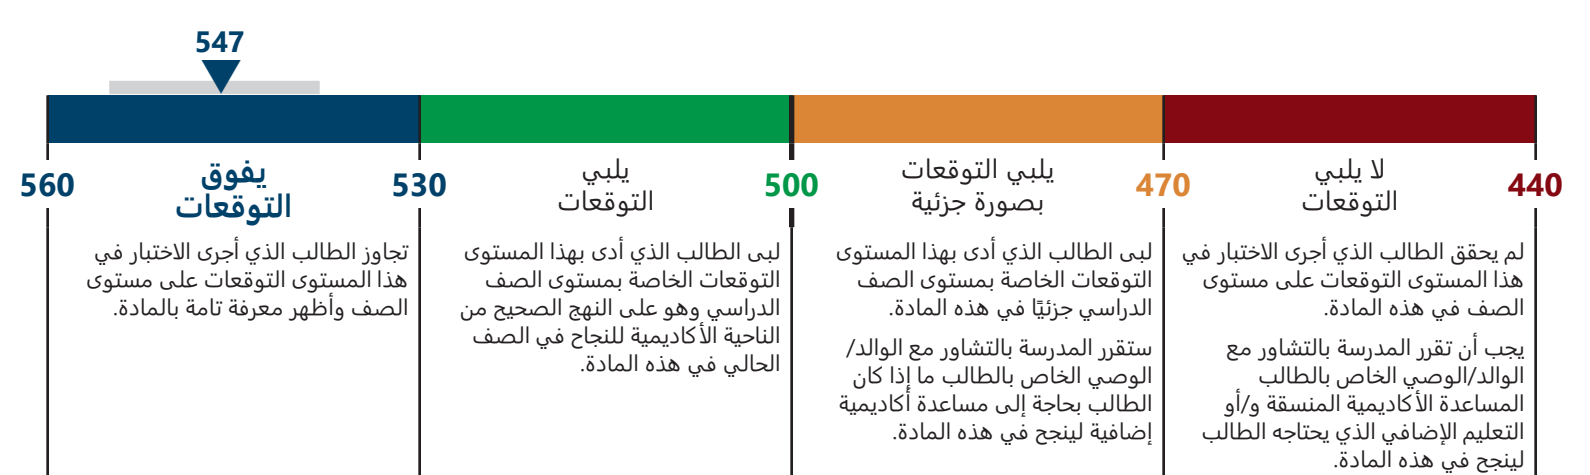 547
440
لا يلبي
التوقعات
470
يلبي التوقعات
بصورة جزئية
500
يلبي
التوقعات
530
يفوق
التوقعات
560
لم يحقق الطالب الذي أجرى الاختبار في
هذا المستوى التوقعات على مستوى
الصف في هذه المادة.
يجب أن تقرر المدرسة بالتشاور مع
الوالد/الوصي الخاص بالطالب
المساعدة الأكاديمية المنسقة و/أو
التعليم الإضافي الذي يحتاجه الطالب
لينجح في هذه المادة.
لبى الطالب الذي أدى بهذا المستوى
التوقعات الخاصة بمستوى الصف
الدراسي جزئيًا في هذه المادة.
ستقرر المدرسة بالتشاور مع الوالد/
الوصي الخاص بالطالب ما إذا كان
الطالب بحاجة إلى مساعدة أكاديمية
إضافية لينجح في هذه المادة.
لبى الطالب الذي أدى بهذا المستوى
التوقعات الخاصة بمستوى الصف
الدراسي وهو على النهج الصحيح من
الناحية الأكاديمية للنجاح في الصف
الحالي في هذه المادة.
تجاوز الطالب الذي أجرى الاختبار في
هذا المستوى التوقعات على مستوى
الصف وأظهر معرفة تامة بالمادة.